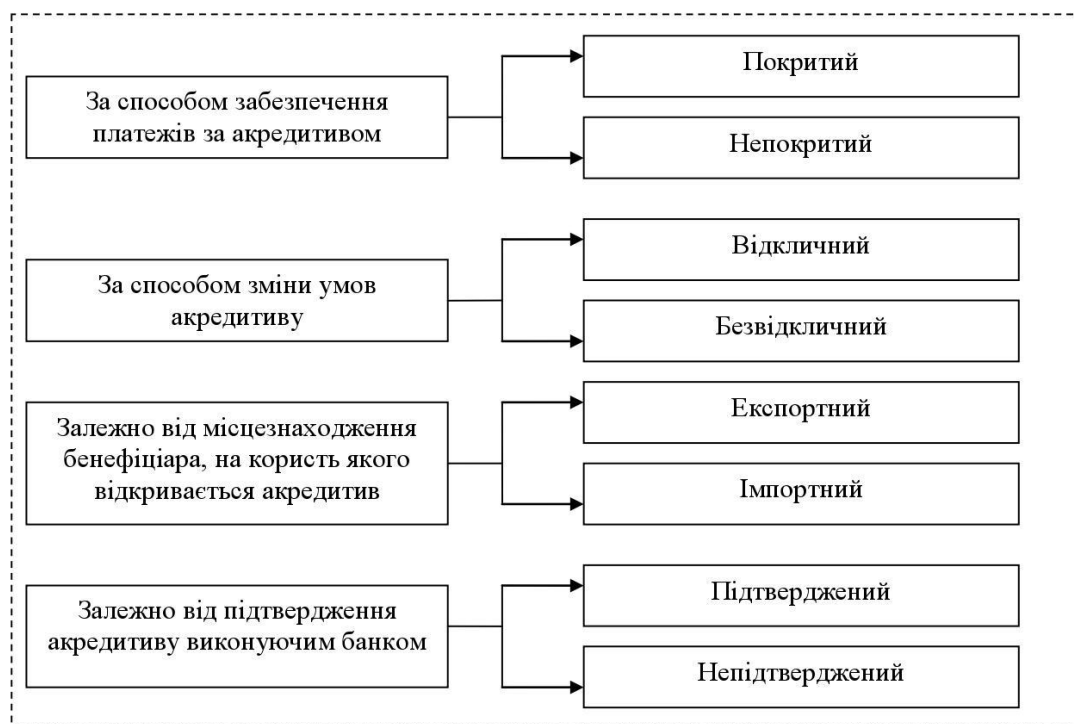 За способом забезпечення
платежів за акредитивом
Покритий
Непокритий
За способом зміни умов
акредитиву
Відкличний
Безвідкличний
Залежно від місцезнаходження
бенефіціара, на користь якого
відкривається акредитив
Експортний
Імпортний
Залежно від підтвердження
акредитиву виконуючим банком
Підтверджений
Непідтверджений